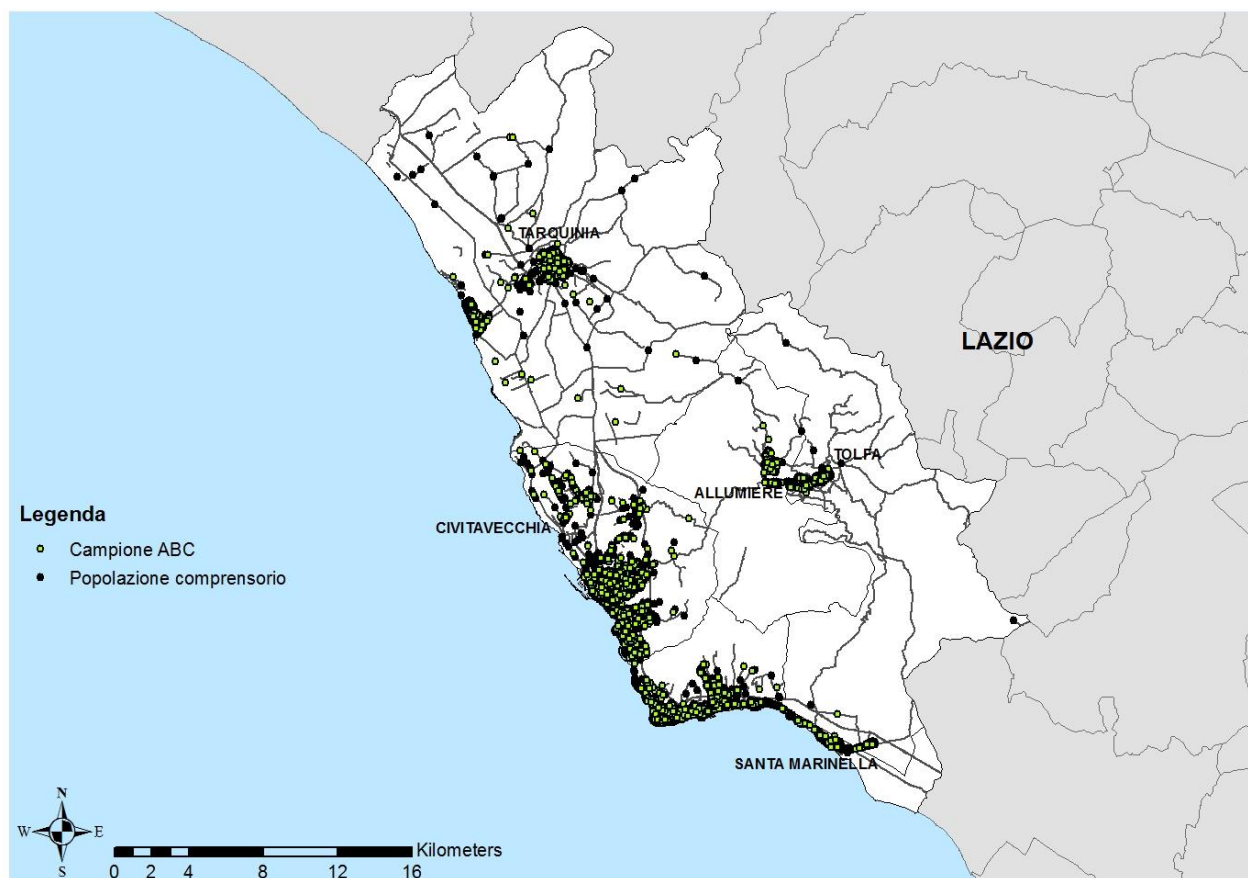 TARQUINIA
LAZIO
TOLFA
ALLUMIERE
Legenda
Campione ABC
CIVITAVECCHIA
Popolazione comprensorio
SANTA MARINELLA
N
W E
S
Kilometers
0 2 4 8 12 16